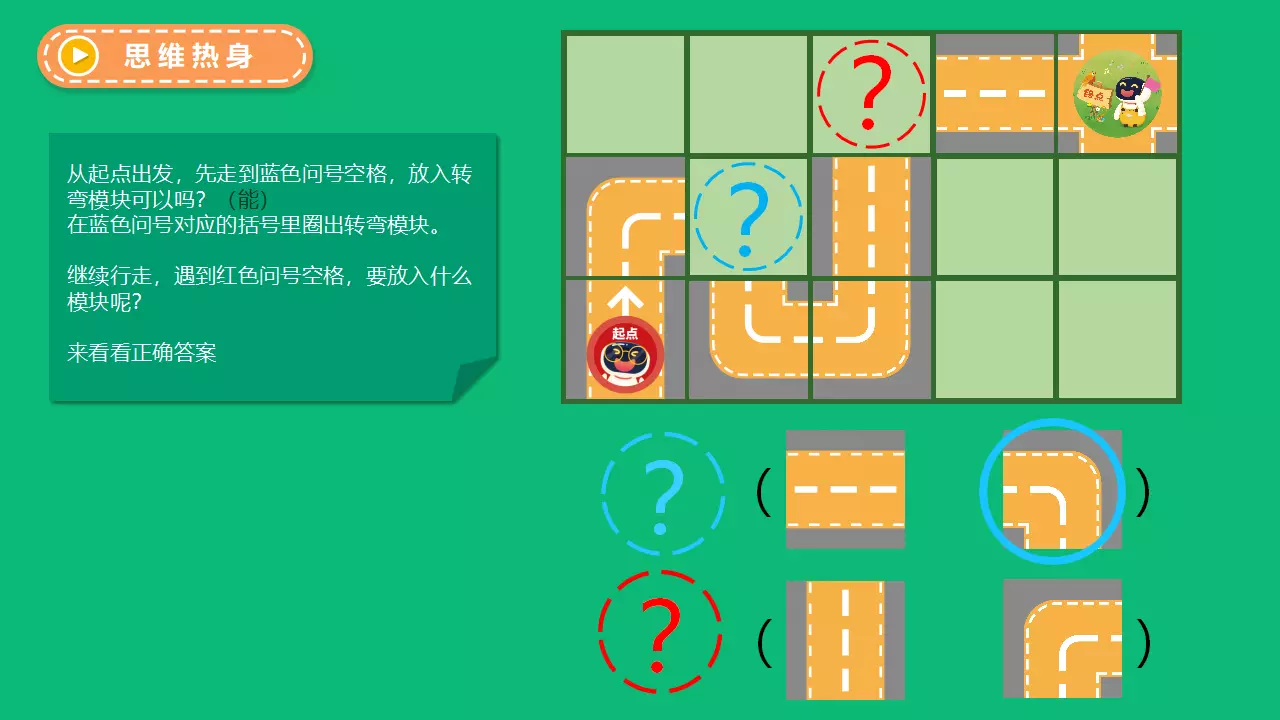 思维热身
从起点出发，先走到蓝色问号空格，放入转
弯模块可以吗？（能）
在蓝色问号对应的括号里圈出转弯模块。
继续行走，遇到红色问号空格，要放入什么
模块呢？
来看看正确答案
?
终点
?
起点
? ( )
? ( )